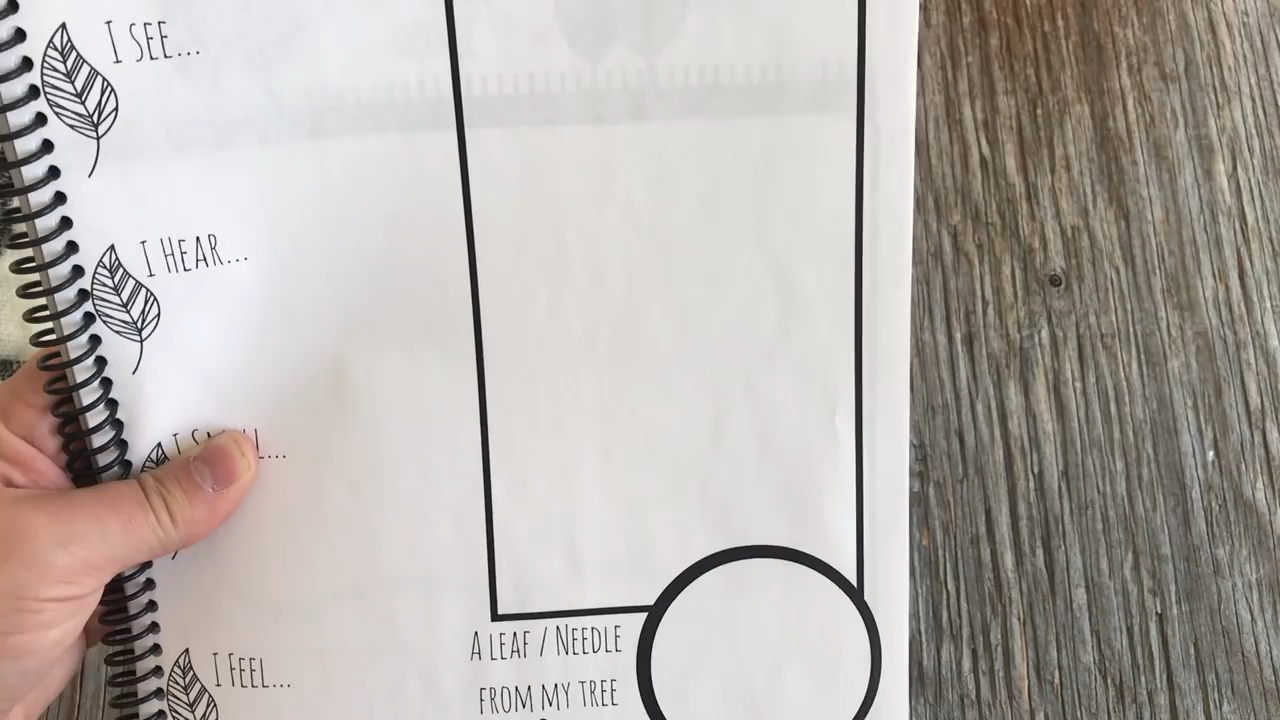 I SEE...
I HEAR...
I
I FEEL...
A LEAF / NEEDLE
FROM MY TREE